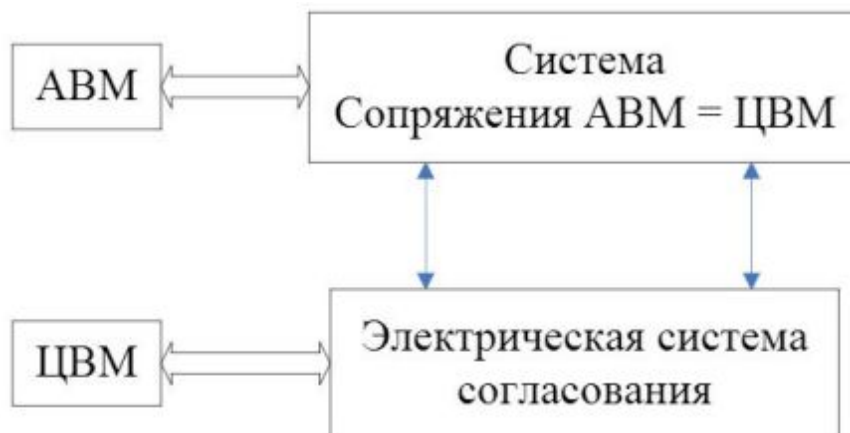 АВМ
Система
Сопряжения АВМ = ЦВМ
ЦВМ
Электрическая система
согласования